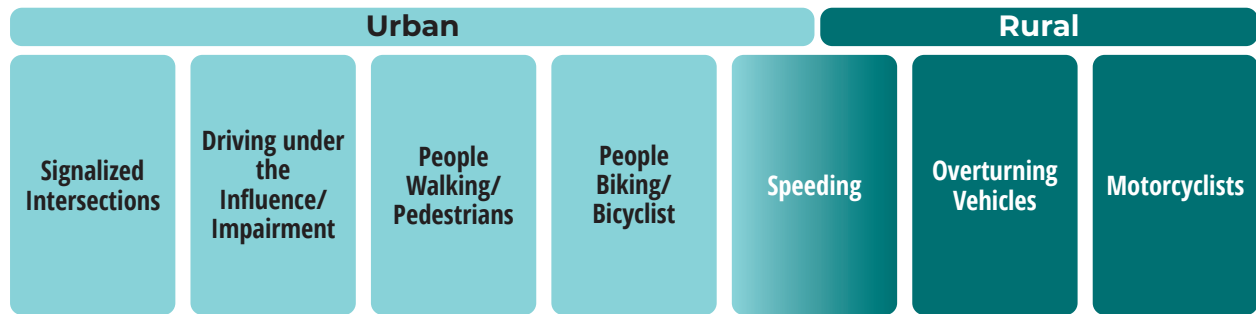 Urban
Rural
Signalized
Intersections
Driving under
the
Influence/
Impairment
People
Walking/
Pedestrians
People
Biking/
Bicyclist
Speeding
Overturning
Vehicles
Motorcyclists